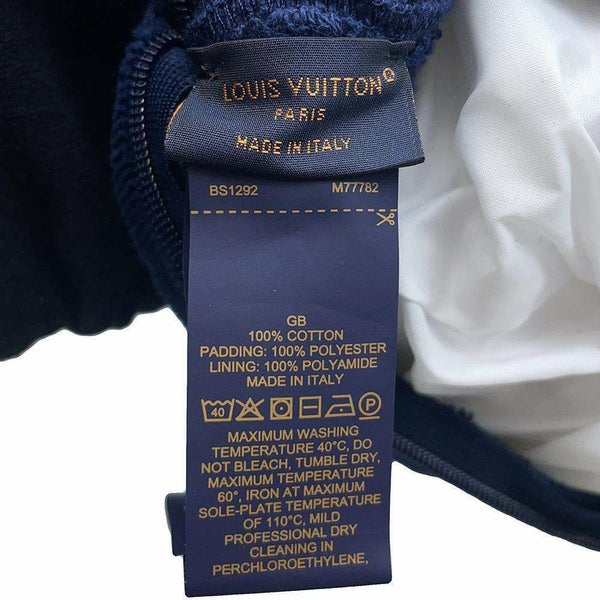 LOUIS VUITTON®
PARIS
MADE IN ITALY
BS1292 M77782
GB
100% COTTON
PADDING: 100% POLYESTER
LINING: 100% POLYAMIDE
MADE IN ITALY
40 P
MAXIMUM WASHING
TEMPERATURE 40°C, DO
NOT BLEACH, TUMBLE DRY,
MAXIMUM TEMPERATURE
60°, IRON AT MAXIMUM
SOLE-PLATE TEMPERATURE
OF 110°C, MILD
PROFESSIONAL DRY
CLEANING IN
PERCHLOROETHYLENE,